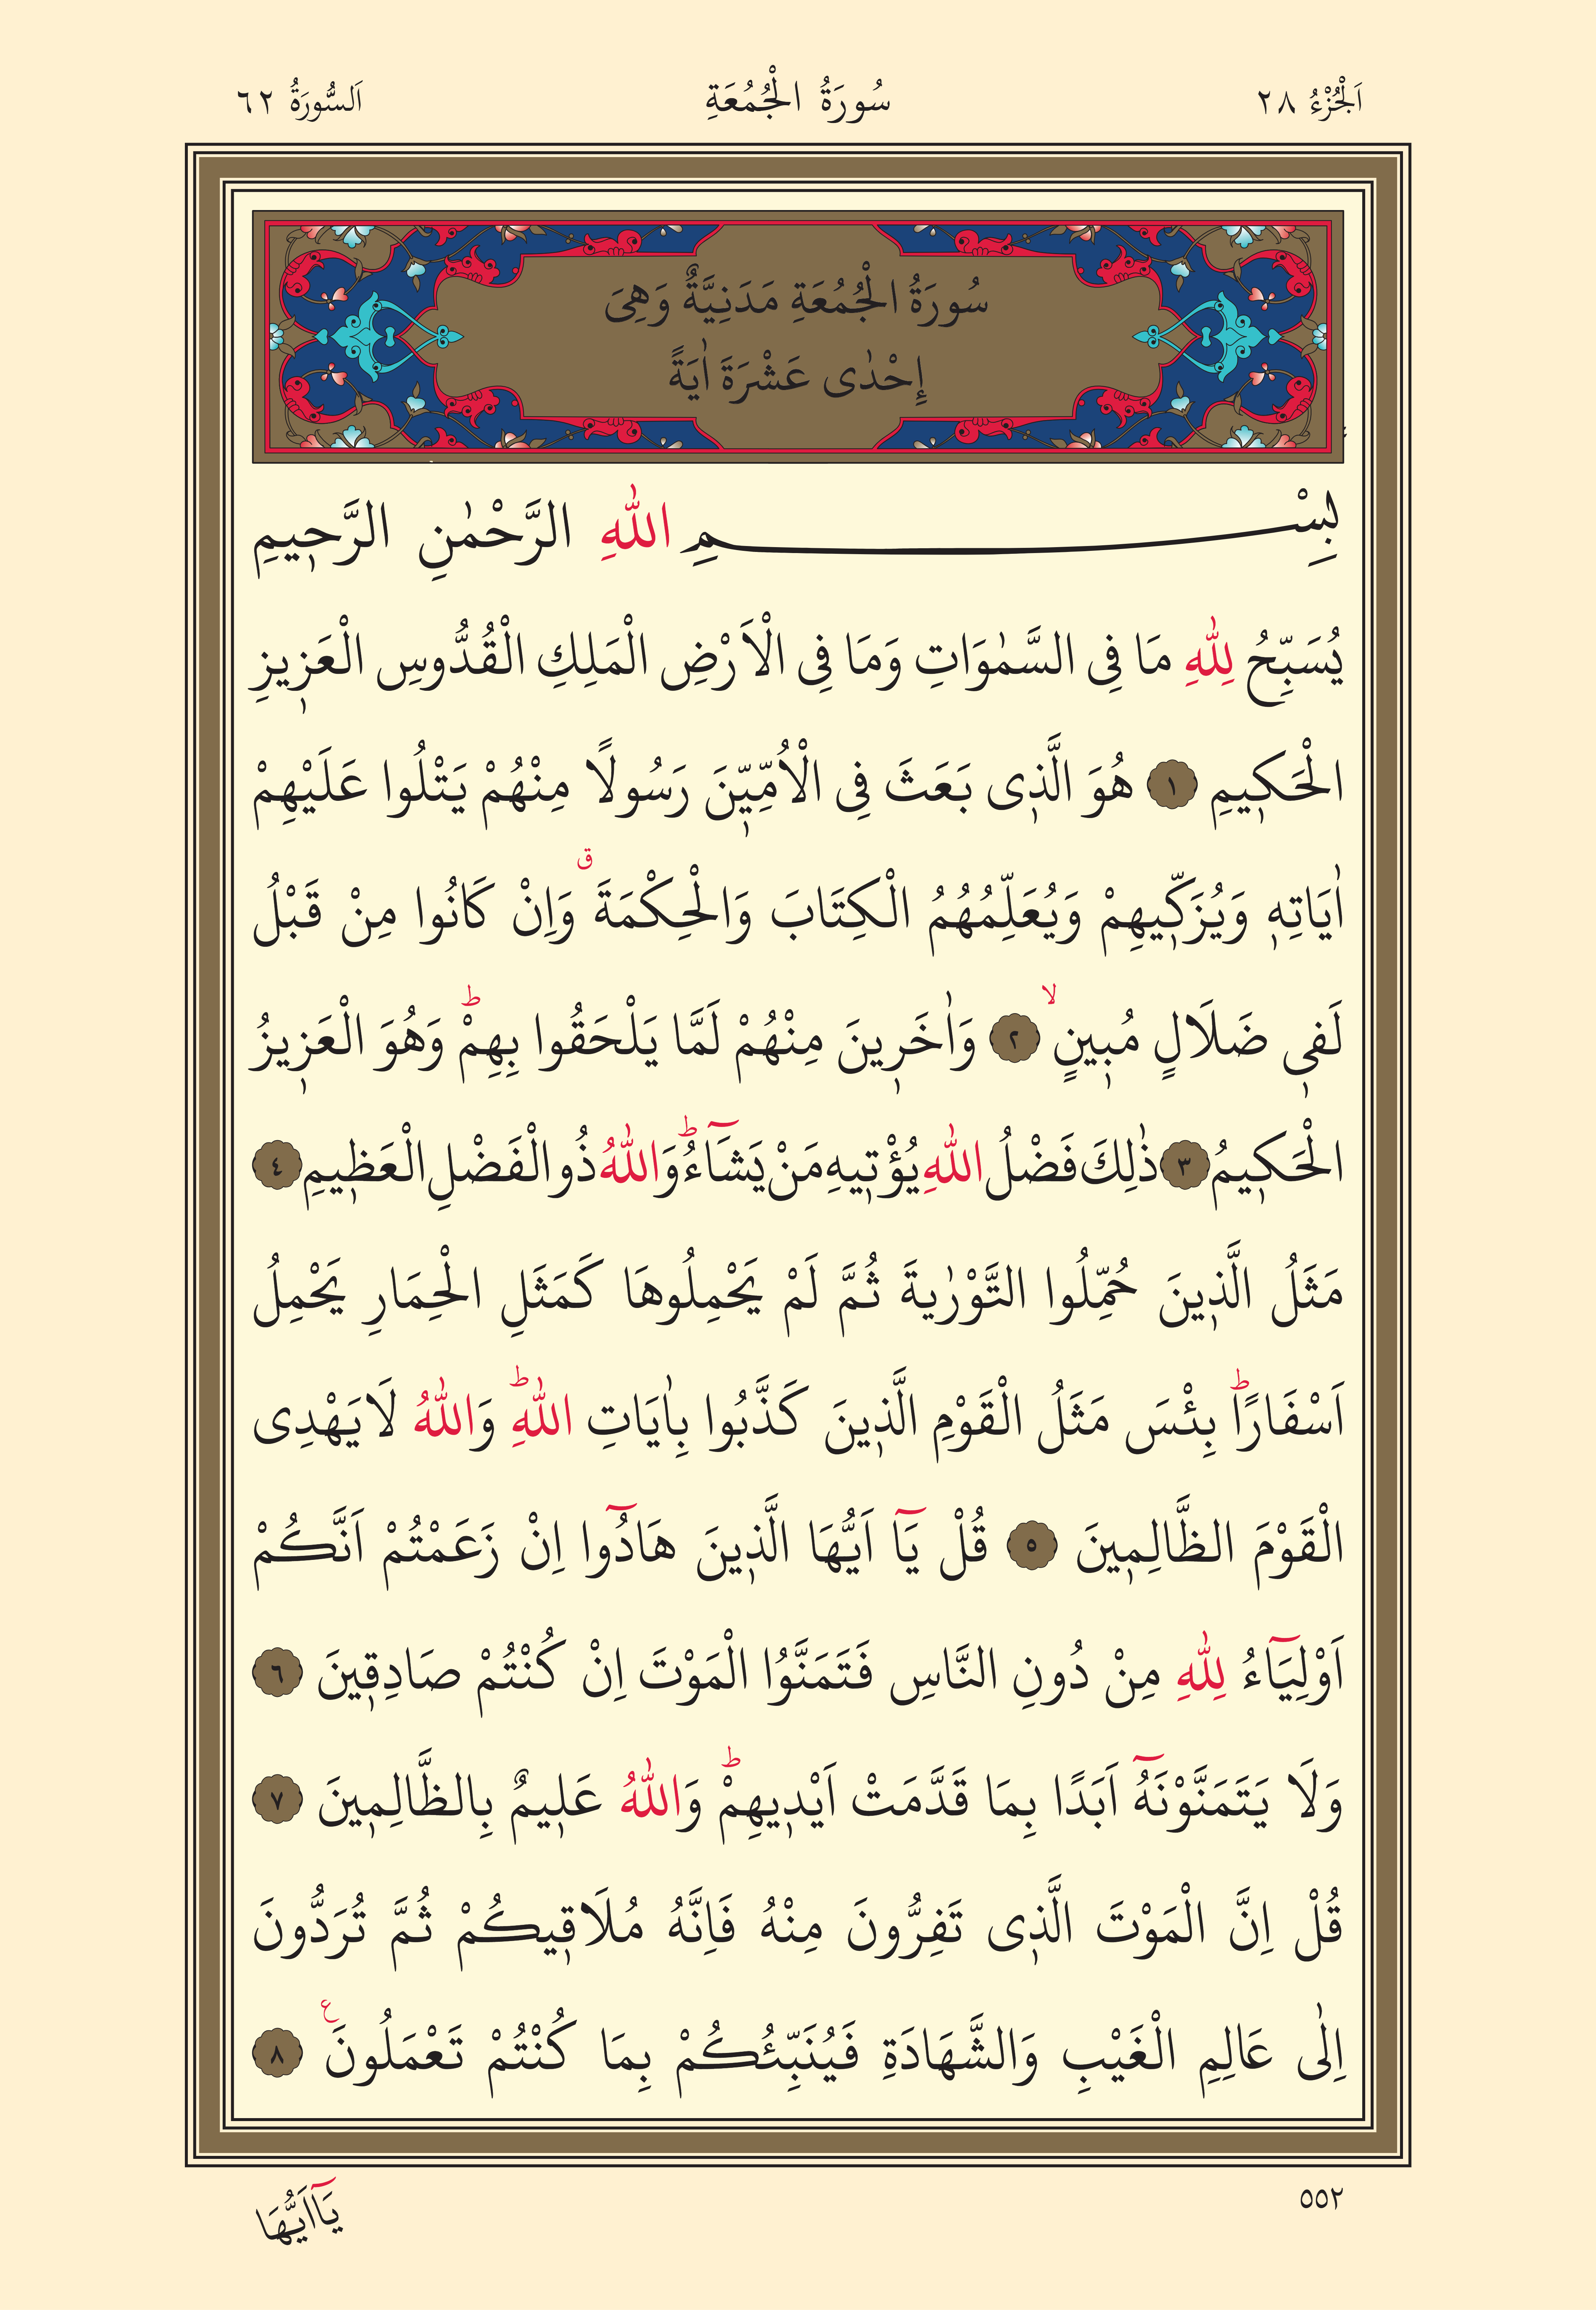 اَلْجُزْءُ ٢٨ سُورَةُ الْجُمُعَةِ اَلسُّورَةُ ٦٢
سُورَةُ الْجُمُعَةِ مَدَنِيَّةٌ وَهِىَ
إِحْدٰى عَشْرَةَ اٰيَةً
بِسْمِ اللّٰهِ الرَّحْمٰنِ الرَّحٖيمِ
يُسَبِّحُ لِلّٰهِ مَا فِى السَّمٰوَاتِ وَمَا فِى الْاَرْضِ الْمَلِكِ الْقُدُّوسِ الْعَزٖيزِ
الْحَكٖيمِ ١ هُوَ الَّذٖى بَعَثَ فِى الْاُمِّيّٖنَ رَسُولًا مِنْهُمْ يَتْلُوا عَلَيْهِمْ
اٰيَاتِهٖ وَيُزَكّٖيهِمْ وَيُعَلِّمُهُمُ الْكِتَابَ وَالْحِكْمَةَ ق وَاِنْ كَانُوا مِنْ قَبْلُ
لَفٖى ضَلَالٍ مُبٖينٍ لا ٢ وَاٰخَرٖينَ مِنْهُمْ لَمَّا يَلْحَقُوا بِهِمْ ط وَهُوَ الْعَزٖيزُ
الْحَكٖيمُ ٣ ذٰلِكَ فَضْلُ اللّٰهِ يُؤْتٖيهِ مَنْ يَشَٓاءُ ط وَاللّٰهُ ذُو الْفَضْلِ الْعَظٖيمِ ٤
مَثَلُ الَّذٖينَ حُمِّلُوا التَّوْرٰيةَ ثُمَّ لَمْ يَحْمِلُوهَا كَمَثَلِ الْحِمَارِ يَحْمِلُ
اَسْفَارًا ط بِئْسَ مَثَلُ الْقَوْمِ الَّذٖينَ كَذَّبُوا بِاٰيَاتِ اللّٰهِ ط وَاللّٰهُ لَا يَهْدِى
الْقَوْمَ الظَّالِمٖينَ ٥ قُلْ يَٓا اَيُّهَا الَّذٖينَ هَادُٓوا اِنْ زَعَمْتُمْ اَنَّكُمْ
اَوْلِيَٓاءُ لِلّٰهِ مِنْ دُونِ النَّاسِ فَتَمَنَّوُا الْمَوْتَ اِنْ كُنْتُمْ صَادِقٖينَ ٦
وَلَا يَتَمَنَّوْنَهُٓ اَبَدًا بِمَا قَدَّمَتْ اَيْدٖيهِمْ ط وَاللّٰهُ عَلٖيمٌ بِالظَّالِمٖينَ ٧
قُلْ اِنَّ الْمَوْتَ الَّذٖى تَفِرُّونَ مِنْهُ فَاِنَّهُ مُلَاقٖيكُمْ ثُمَّ تُرَدُّونَ
اِلٰى عَالِمِ الْغَيْبِ وَالشَّهَادَةِ فَيُنَبِّئُكُمْ بِمَا كُنْتُمْ تَعْمَلُونَ ع ٨
٥٥٢ يَٓااَيُّهَا